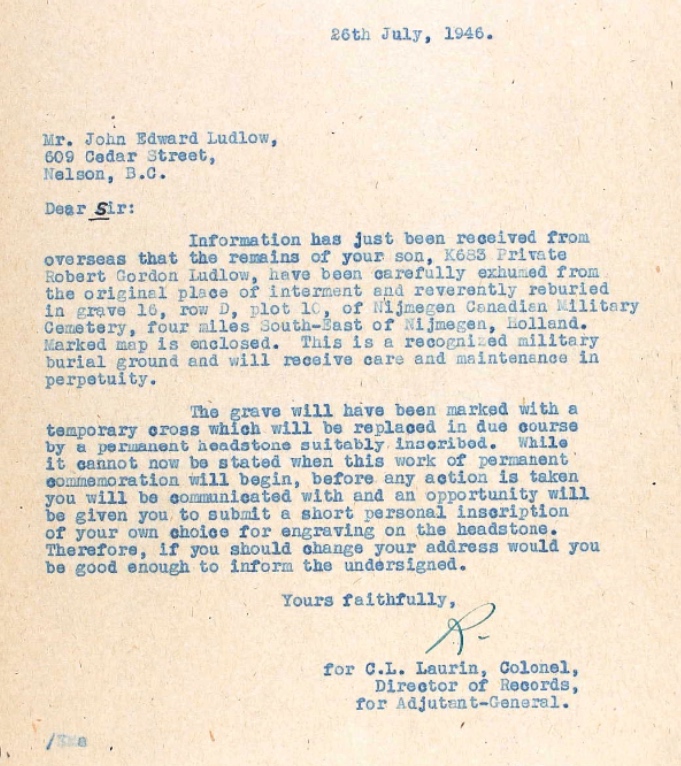 26th July, 1946.
Mr. John Edward Ludlow,
609 Cedar Street,
Nelson, B.C.
Dear Sir:
Information has just been received from
overseas that the remains of your son, K683 Private
Robert Gordon Ludlow, have been carefully exhumed from
the original place of interment and reverently reburied
in grave 16, row D, plot 10, of Nijmegen Canadian Military
Cemetery, four miles South-East of Nijmegen, Holland.
Marked map is enclosed. This is a recognized military
burial ground and will receive care and maintenance in
perpetuity.
The grave will have been marked with a
temporary cross which will be replaced in due course
by a permanent headstone suitably inscribed. While
it cannot now be stated when this work of permanent
commemoration will begin, before any action is taken
you will be communicated with and an opportunity will
be given you to submit a short personal inscription
of your own choice for engraving on the headstone.
Therefore, if you should change your address would you
be good enough to inform the undersigned.
Yours faithfully,
R.
for C.L. Laurin, Colonel,
Director of Records,
for Adjutant-General.